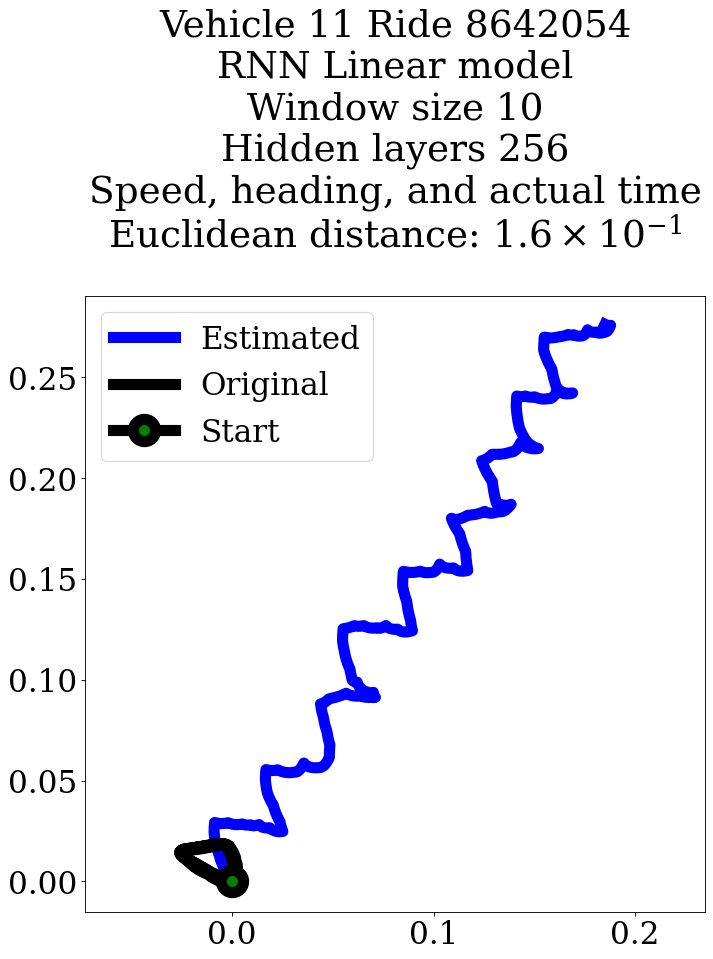 Vehicle 11 Ride 8642054
RNN Linear model
Window size 10
Hidden layers 256
Speed, heading, and actual time
Euclidean distance: 1.6 × 10⁻¹
Estimated
Original
Start
0.25
0.20
0.15
0.10
0.05
0.00
0.0 0.1 0.2